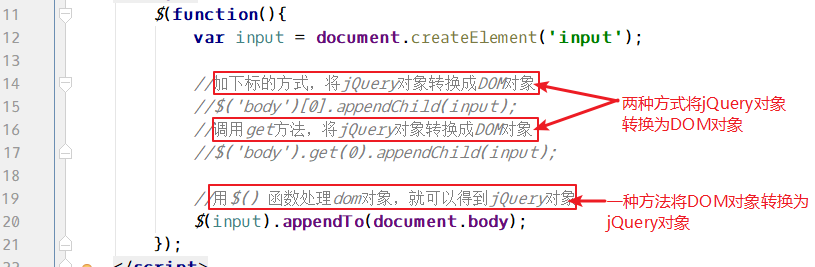 11 $(function(){
12 var input = document.createElement('input');
13
14 //加下标的方式，将jQuery对象转换成DOM对象
15 //$('body')[0].appendChild(input);
16 //调用get方法，将jQuery对象转换成DOM对象
17 //$('body').get(0).appendChild(input);
18
19 //用$()函数处理dom对象，就可以得到jQuery对象
20 $(input).appendTo(document.body);
21 });
22 </script>
两种方式将jQuery对象
转换为DOM对象
一种方法将DOM对象转换为
jQuery对象